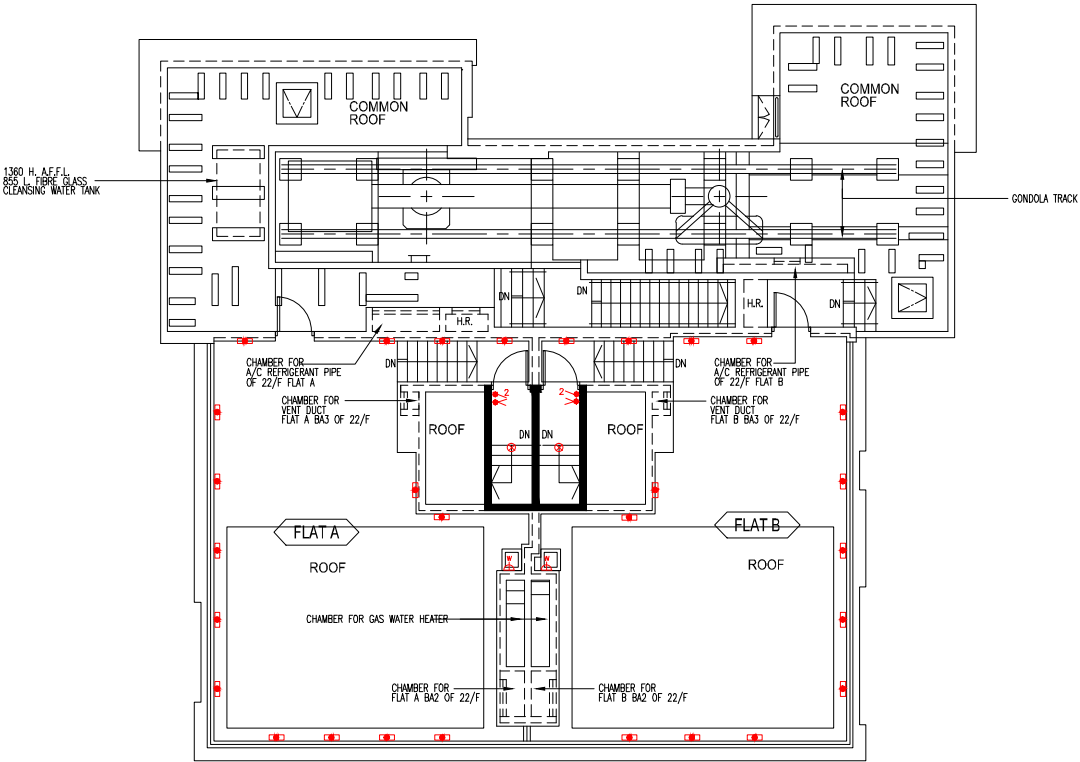 COMMON
ROOF
COMMON
ROOF
1360 H. A.F.F.L.
855 L. FIBRE GLASS
CLEANSING WATER TANK
GONDOLA TRACK
DN
DN
H.R.
DN
H.R.
CHAMBER FOR
A/C REFRIGERANT PIPE
OF 22/F FLAT A
DN
DN
CHAMBER FOR
A/C REFRIGERANT PIPE
OF 22/F FLAT B
CHAMBER FOR
VENT DUCT
FLAT A BA3 OF 22/F
2
2
CHAMBER FOR
VENT DUCT
FLAT B BA3 OF 22/F
ROOF
DN
DN
ROOF
FLAT A
FLAT B
ROOF
W
W
ROOF
CHAMBER FOR GAS WATER HEATER
CHAMBER FOR
FLAT A BA2 OF 22/F
CHAMBER FOR
FLAT B BA2 OF 22/F